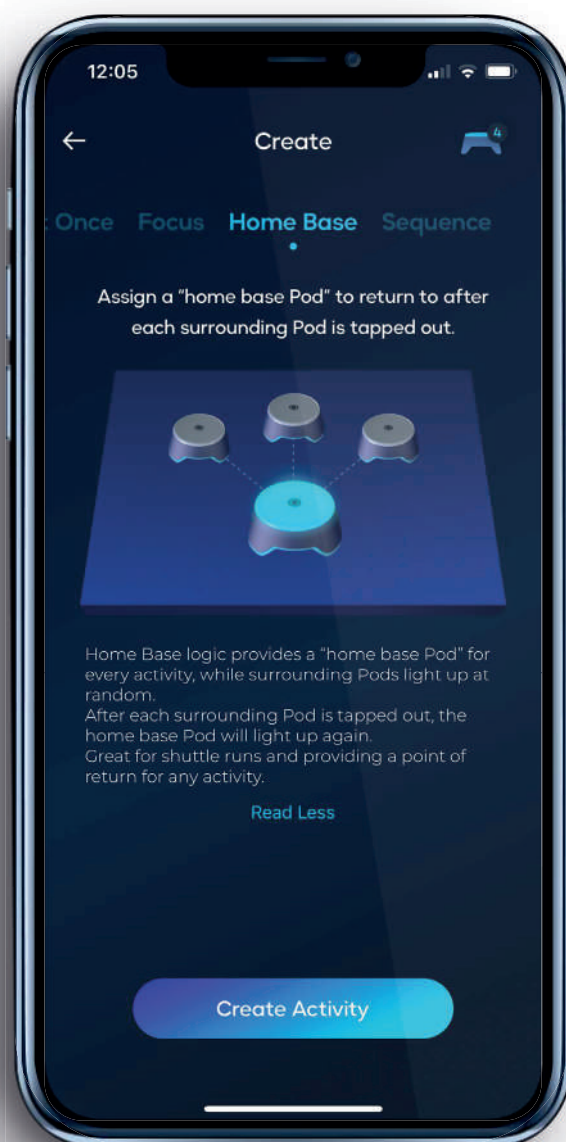 12:05
Create
4
Once Focus Home Base Sequence
Assign a "home base Pod" to return to after
each surrounding Pod is tapped out.
Home Base logic provides a "home base Pod" for
every activity, while surrounding Pods light up at
random.
After each surrounding Pod is tapped out, the
home base Pod will light up again.
Great for shuttle runs and providing a point of
return for any activity.
Read Less
Create Activity